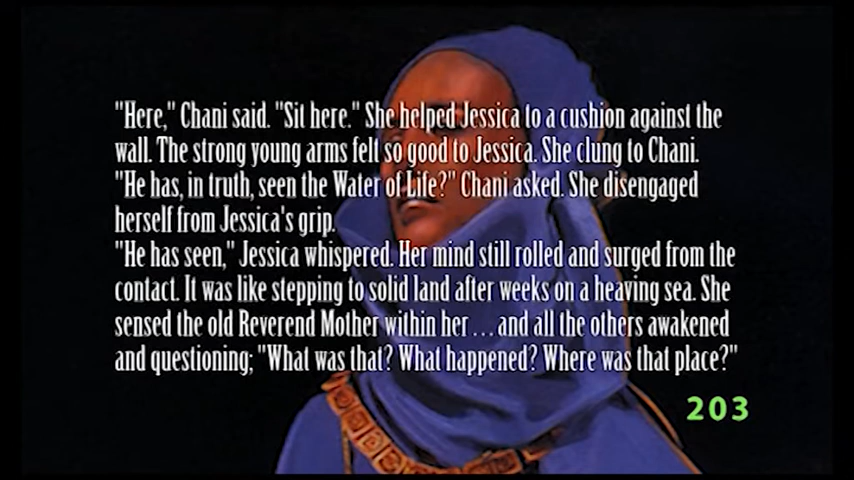 "Here," Chani said. "Sit here." She helped Jessica to a cushion against the
wall. The strong young arms felt so good to Jessica. She clung to Chani.
"He has, in truth, seen the Water of Life?" Chani asked. She disengaged
herself from Jessica's grip.
"He has seen," Jessica whispered. Her mind still rolled and surged from the
contact. It was like stepping to solid land after weeks on a heaving sea. She
sensed the old Reverend Mother within her . . . and all the others awakened
and questioning; "What was that? What happened? Where was that place?"
203